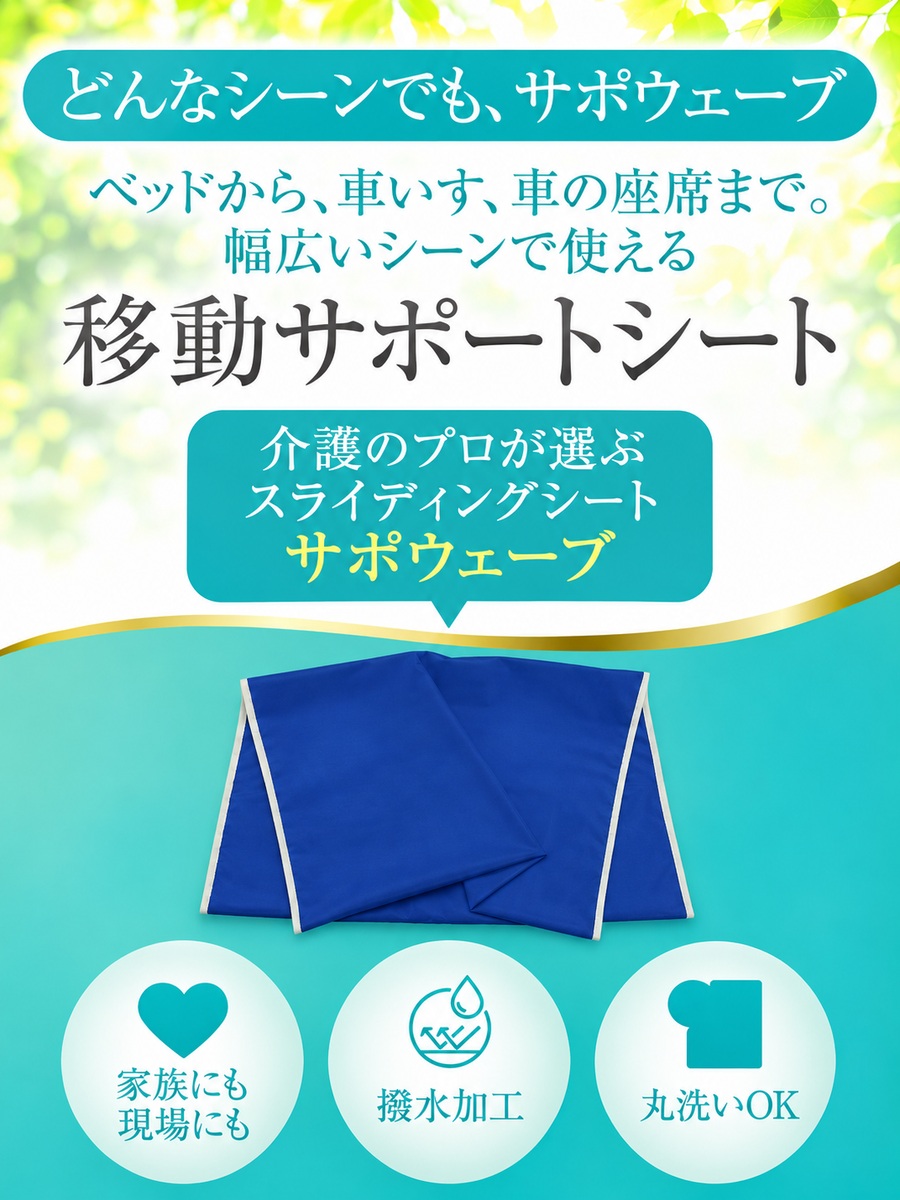 どんなシーンでも、サポウェーブ
ベッドから、車いす、車の座席まで。
幅広いシーンで使える
移動サポートシート
介護のプロが選ぶ
スライディングシート
サポウェーブ
家族にも
現場にも
撥水加工
丸洗いOK